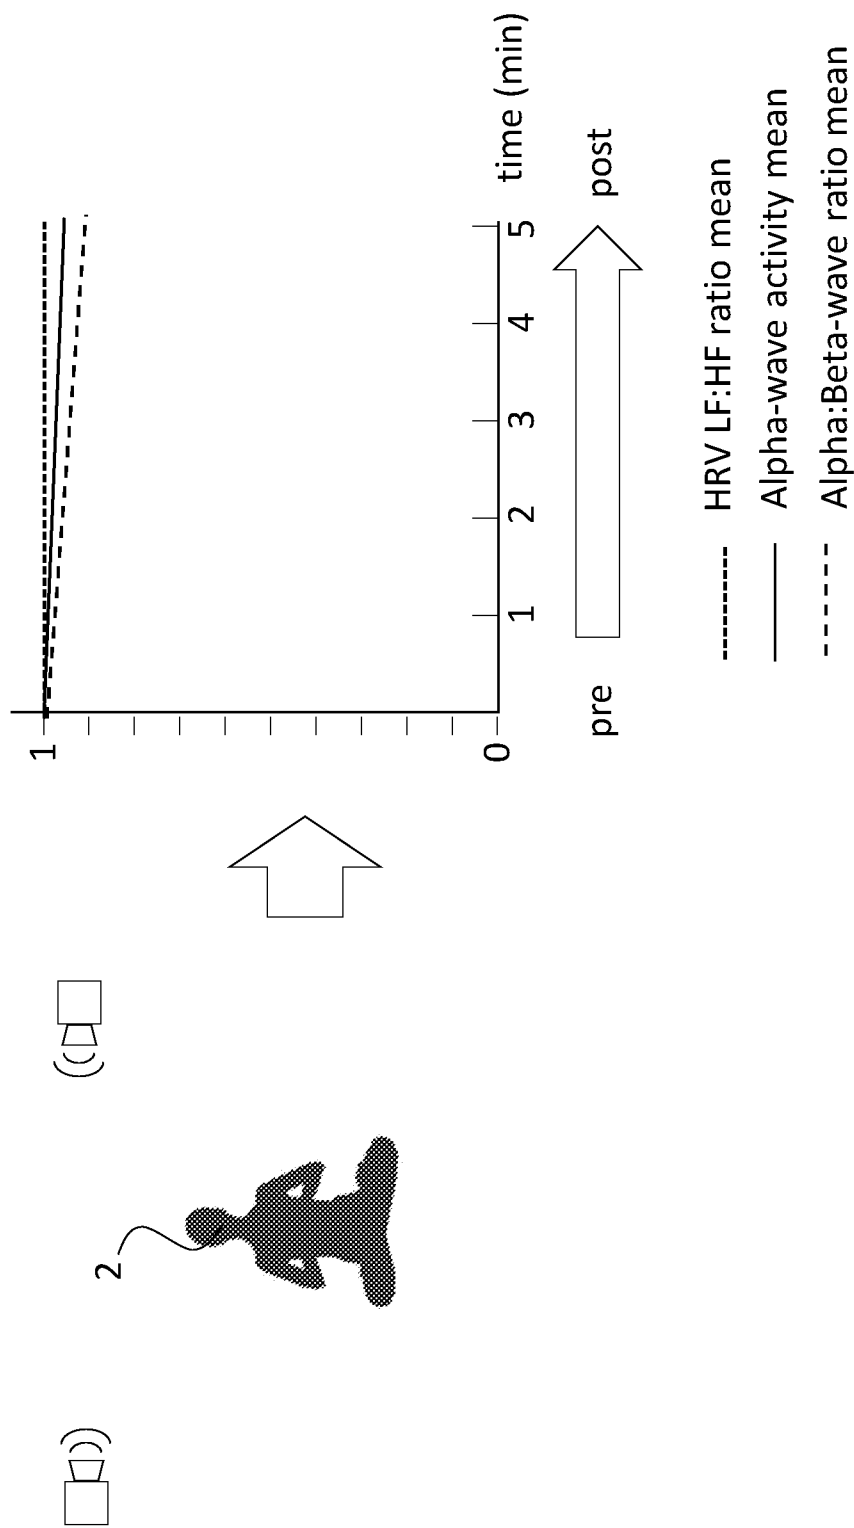 2
1
0
1 2 3 4 5
time (min)
pre
post
HRV LF:HF ratio mean
Alpha-wave activity mean
Alpha:Beta-wave ratio mean